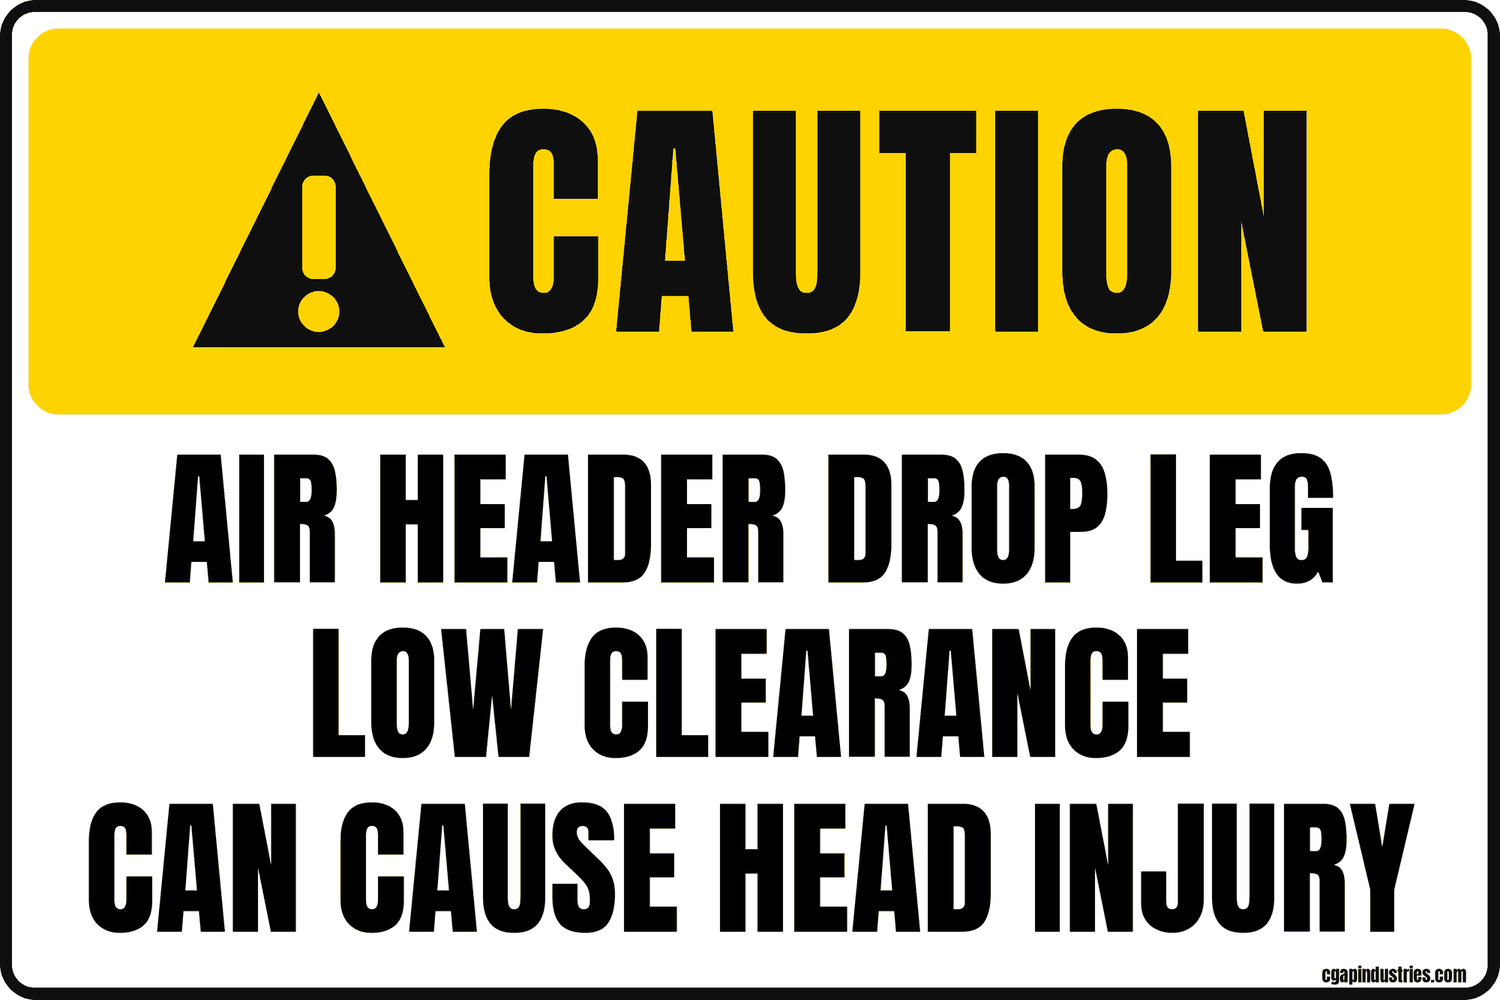 CAUTION
AIR HEADER DROP LEG
LOW CLEARANCE
CAN CAUSE HEAD INJURY
cgapindustries.com